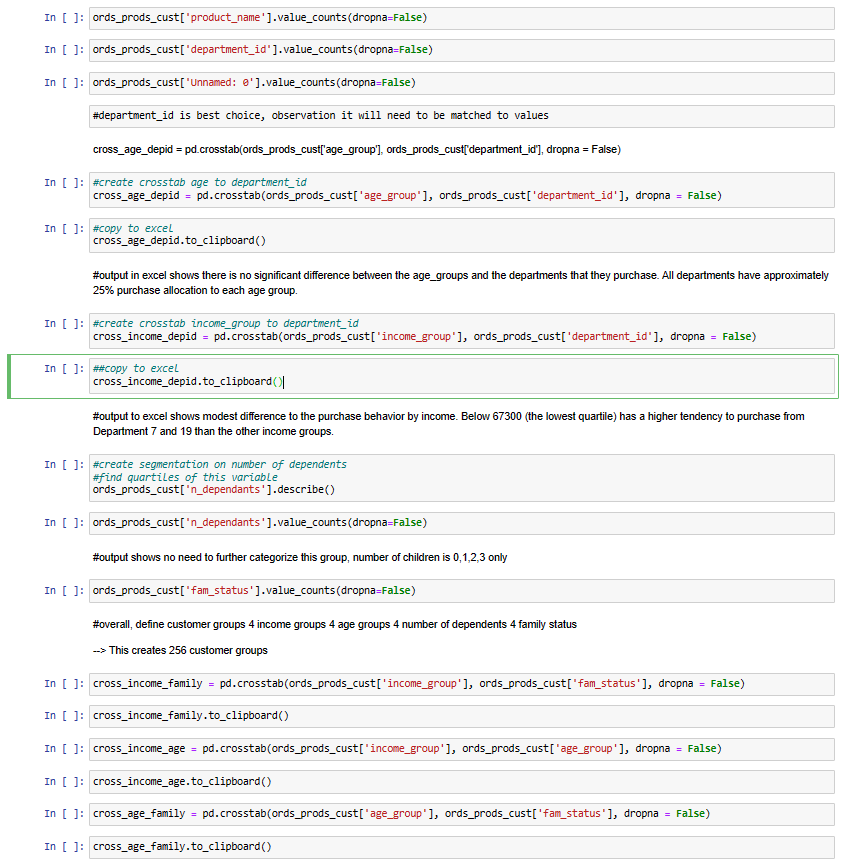 In [ ]: ords_prods_cust['product_name'].value_counts(dropna=False)
In [ ]: ords_prods_cust['department_id'].value_counts(dropna=False)
In [ ]: ords_prods_cust['Unnamed: 0'].value_counts(dropna=False)
#department_id is best choice, observation it will need to be matched to values
cross_age_depid = pd.crosstab(ords_prods_cust['age_group'], ords_prods_cust['department_id'], dropna = False)
In [ ]: #create crosstab age to department_id
cross_age_depid = pd.crosstab(ords_prods_cust['age_group'], ords_prods_cust['department_id'], dropna = False)
In [ ]: #copy to excel
cross_age_depid.to_clipboard()
#output in excel shows there is no significant difference between the age_groups and the departments that they purchase. All departments have approximately
25% purchase allocation to each age group.
In [ ]: #create crosstab income_group to department_id
cross_income_depid = pd.crosstab(ords_prods_cust['income_group'], ords_prods_cust['department_id'], dropna = False)
In [ ]: ##copy to excel
cross_income_depid.to_clipboard()
#output to excel shows modest difference to the purchase behavior by income. Below 67300 (the lowest quartile) has a higher tendency to purchase from
Department 7 and 19 than the other income groups.
In [ ]: #create segmentation on number of dependents
#find quartiles of this variable
ords_prods_cust['n_dependants'].describe()
In [ ]: ords_prods_cust['n_dependants'].value_counts(dropna=False)
#output shows no need to further categorize this group, number of children is 0,1,2,3 only
In [ ]: ords_prods_cust['fam_status'].value_counts(dropna=False)
#overall, define customer groups 4 income groups 4 age groups 4 number of dependents 4 family status
--> This creates 256 customer groups
In [ ]: cross_income_family = pd.crosstab(ords_prods_cust['income_group'], ords_prods_cust['fam_status'], dropna = False)
In [ ]: cross_income_family.to_clipboard()
In [ ]: cross_income_age = pd.crosstab(ords_prods_cust['income_group'], ords_prods_cust['age_group'], dropna = False)
In [ ]: cross_income_age.to_clipboard()
In [ ]: cross_age_family = pd.crosstab(ords_prods_cust['age_group'], ords_prods_cust['fam_status'], dropna = False)
In [ ]: cross_age_family.to_clipboard()